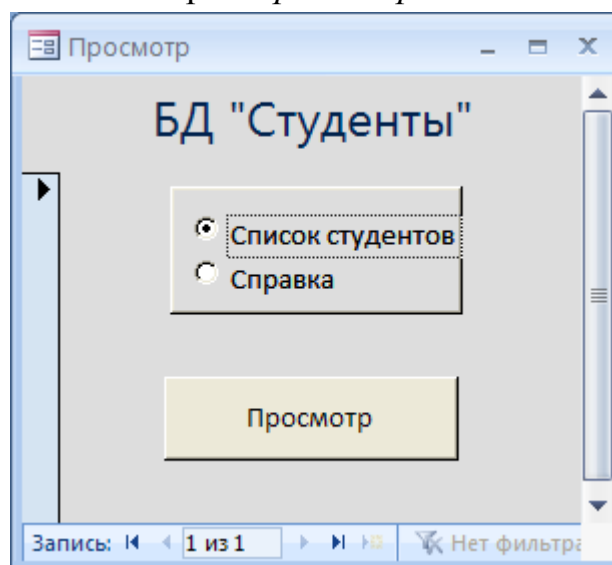 Просмотр
БД "Студенты"
Список студентов
Справка
Просмотр
Запись: 1 из 1 Нет фильтра